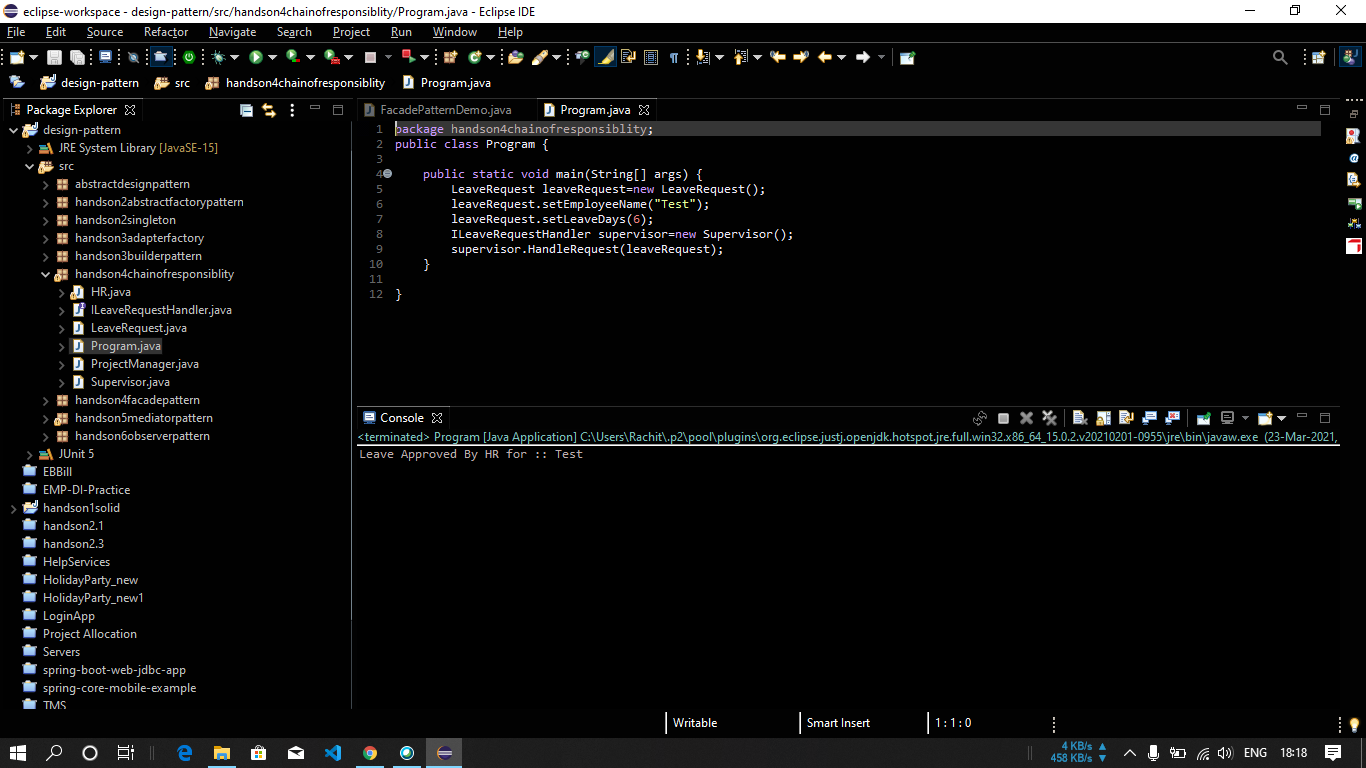 eclipse-workspace - design-pattern/src/handson4chainofresponsiblity/Program.java - Eclipse IDE
File Edit Source Refactor Navigate Search Project Run Window Help
design-pattern src handson4chainofresponsiblity Program.java
Package Explorer
design-pattern
JRE System Library [JavaSE-15]
src
abstractdesignpattern
handson2abstractfactorypattern
handson2singleton
handson3adapterfactory
handson3builderpattern
handson4chainofresponsiblity
HR.java
ILeaveRequestHandler.java
LeaveRequest.java
Program.java
ProjectManager.java
Supervisor.java
handson4facadepattern
handson5mediatorpattern
handson6observerpattern
JUnit 5
EBBill
EMP-DI-Practice
handson1solid
handson2.1
handson2.3
HelpServices
HolidayParty_new
HolidayParty_new1
LoginApp
Project Allocation
Servers
spring-boot-web-jdbc-app
spring-core-mobile-example
TMS
FacadePatternDemo.java Program.java
1 package handson4chainofresponsiblity;
2 public class Program {
3
4 public static void main(String[] args) {
5 LeaveRequest leaveRequest=new LeaveRequest();
6 leaveRequest.setEmployeeName("Test");
7 leaveRequest.setLeaveDays(6);
8 ILeaveRequestHandler supervisor=new Supervisor();
9 supervisor.HandleRequest(leaveRequest);
10 }
11
12 }
Console
<terminated> Program [Java Application] C:\Users\Rachit\.p2\pool\plugins\org.eclipse.justj.openjdk.hotspot.jre.full.win32.x86_64_15.0.2.v20210201-0955\jre\bin\javaw.exe (23-Mar-2021,
Leave Approved By HR for :: Test
Writable Smart Insert 1 : 1 : 0
4 KB/s
458 KB/s
ENG 18:18